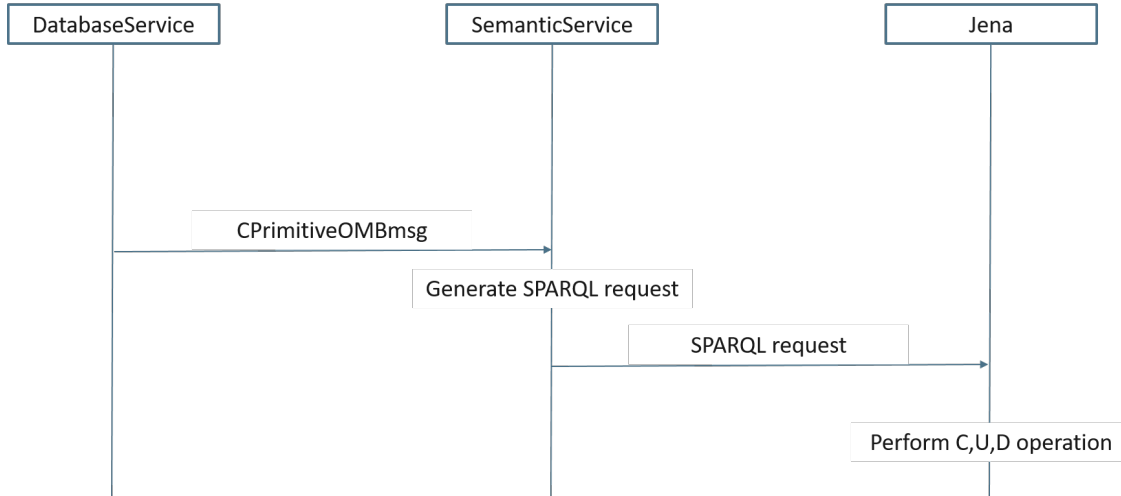 DatabaseService
SemanticService
Jena
CPrimitiveOMBmsg
Generate SPARQL request
SPARQL request
Perform C,U,D operation